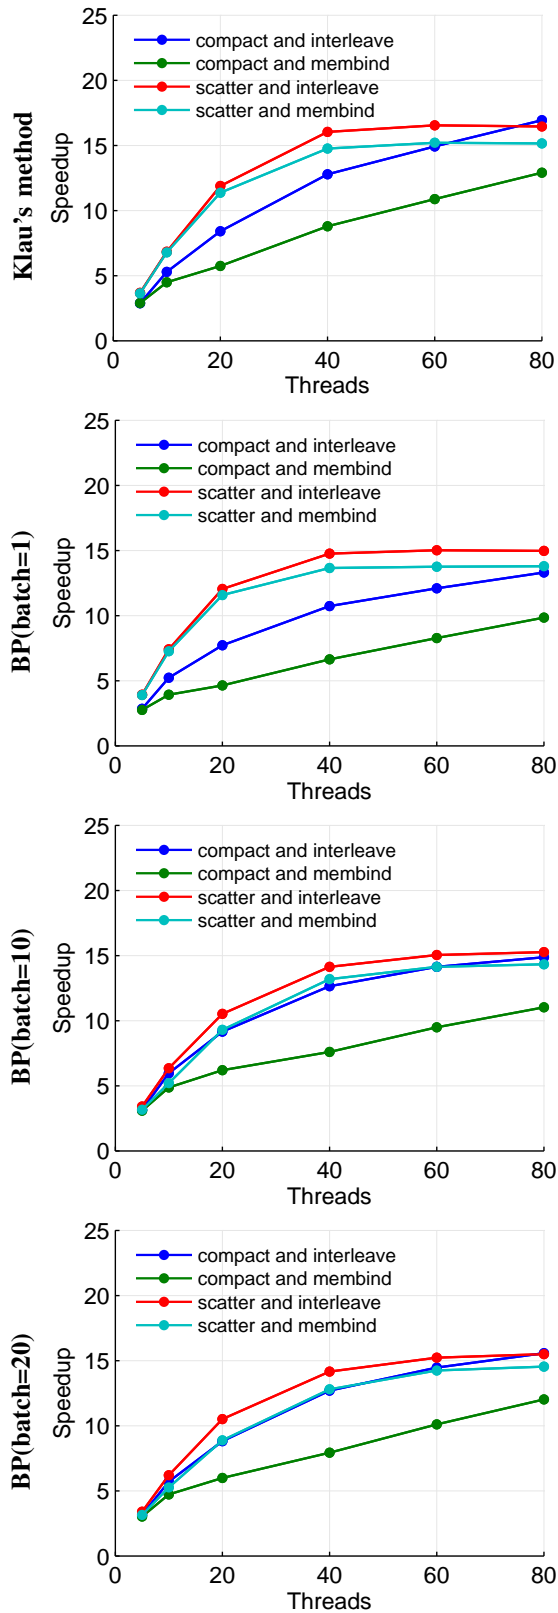 25
compact and interleave
compact and membind
20
scatter and interleave
scatter and membind
15
10
5
0
Speedup
Klau's method
0 20 40 60 80
Threads
25
compact and interleave
compact and membind
20
scatter and interleave
scatter and membind
15
10
5
0
Speedup
BP(batch=1)
0 20 40 60 80
Threads
25
compact and interleave
compact and membind
20
scatter and interleave
scatter and membind
15
10
5
0
Speedup
BP(batch=10)
0 20 40 60 80
Threads
25
compact and interleave
compact and membind
20
scatter and interleave
scatter and membind
15
10
5
0
Speedup
BP(batch=20)
0 20 40 60 80
Threads